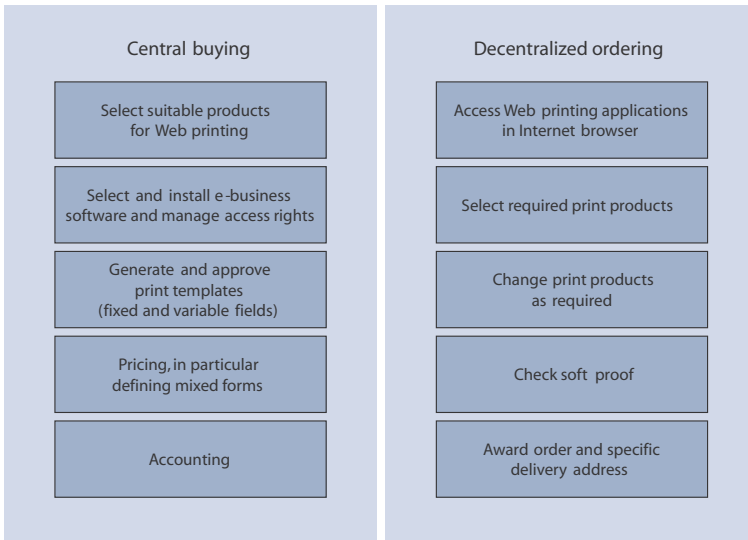 Central buying
Select suitable products
for Web printing
Select and install e-business
software and manage access rights
Generate and approve
print templates
(fixed and variable fields)
Pricing, in particular
defining mixed forms
Accounting
Decentralized ordering
Access Web printing applications
in Internet browser
Select required print products
Change print products
as required
Check soft proof
Award order and specific
delivery address